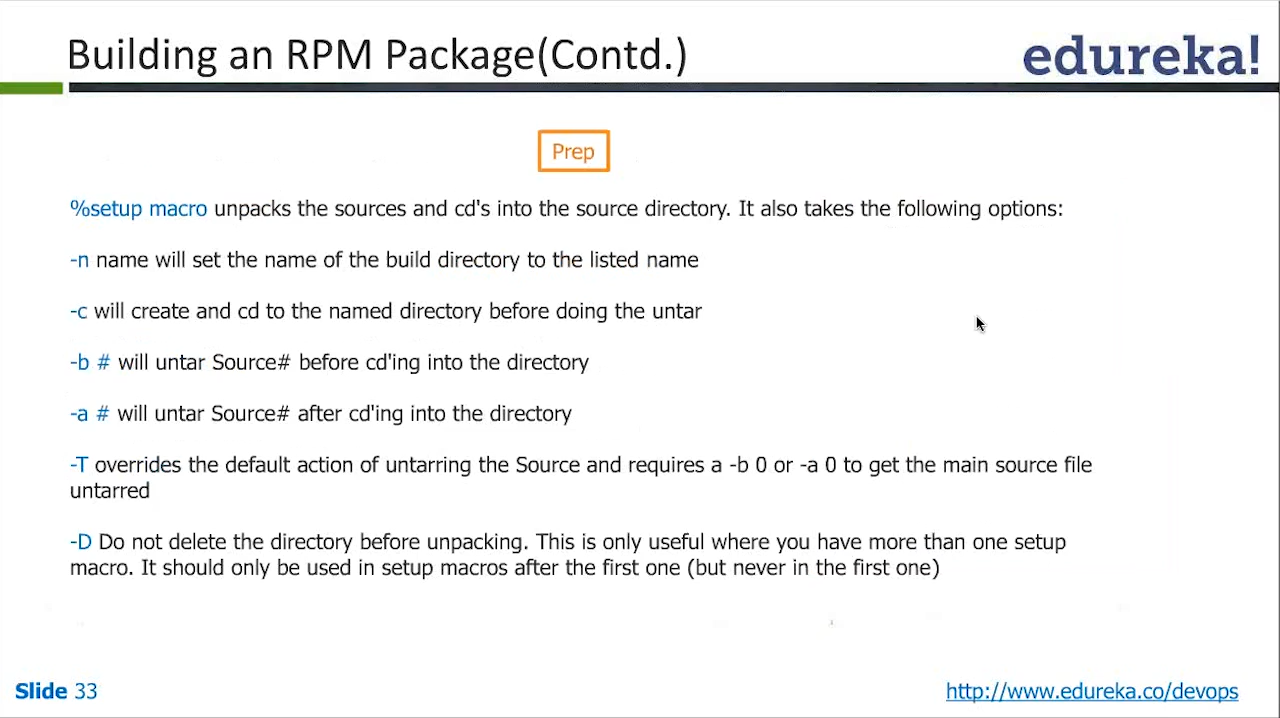 Building an RPM Package(Contd.)
edureka!
Prep
%setup macro unpacks the sources and cd's into the source directory. It also takes the following options:
-n name will set the name of the build directory to the listed name
-c will create and cd to the named directory before doing the untar
-b # will untar Source# before cd'ing into the directory
-a # will untar Source# after cd'ing into the directory
-T overrides the default action of untarring the Source and requires a -b 0 or -a 0 to get the main source file
untarred
-D Do not delete the directory before unpacking. This is only useful where you have more than one setup
macro. It should only be used in setup macros after the first one (but never in the first one)
Slide 33
http://www.edureka.co/devops